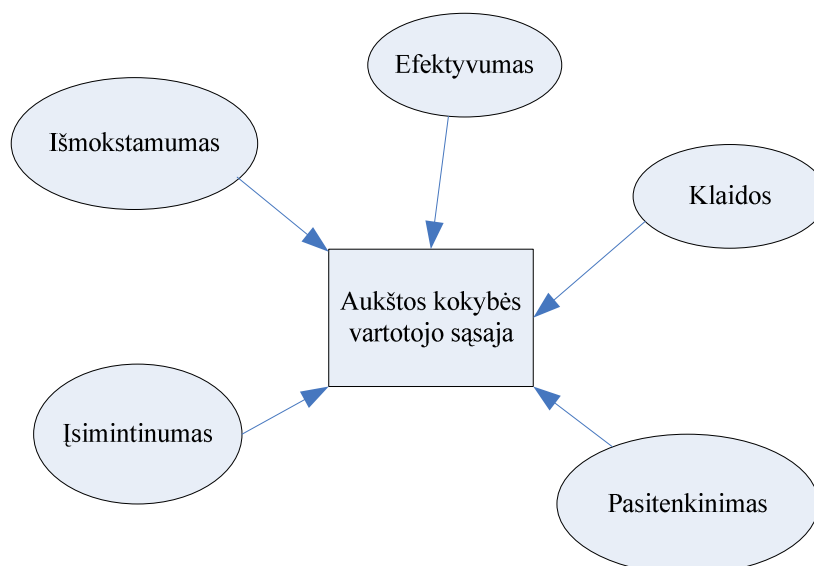 Efektyvumas
Išmokstamumas
Klaidos
Aukštos kokybės
vartotojo sąsaja
Įsimintinumas
Pasitenkinimas